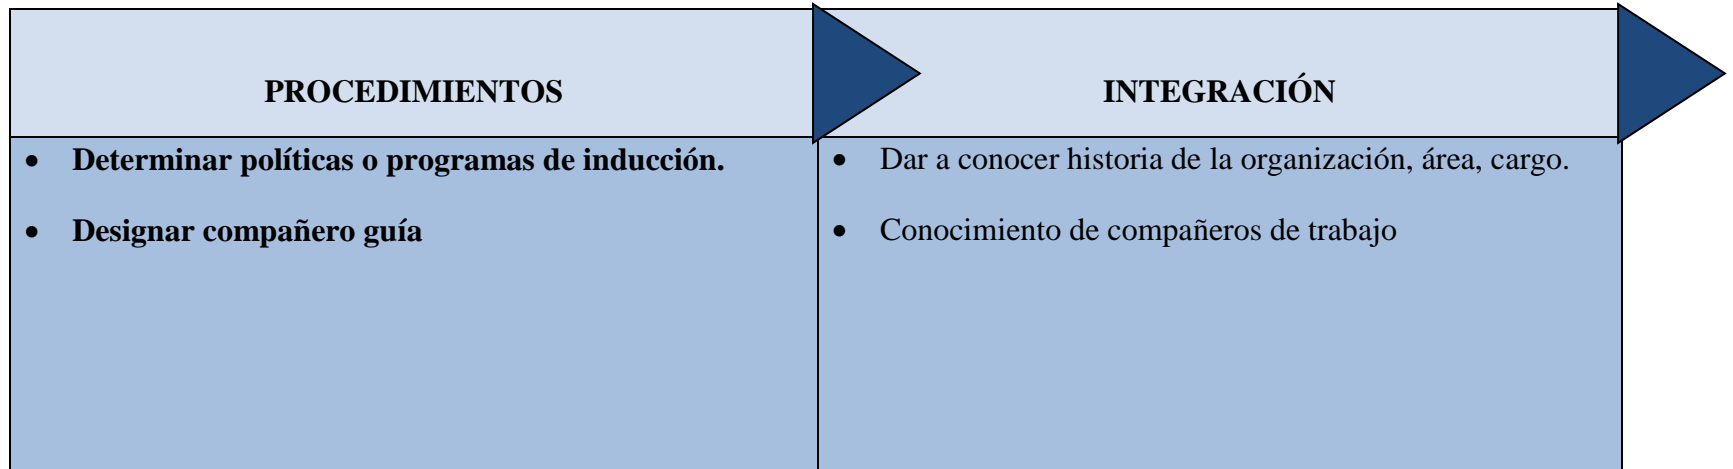 PROCEDIMIENTOS
INTEGRACIÓN
• Determinar políticas o programas de inducción.
• Designar compañero guía
• Dar a conocer historia de la organización, área, cargo.
• Conocimiento de compañeros de trabajo